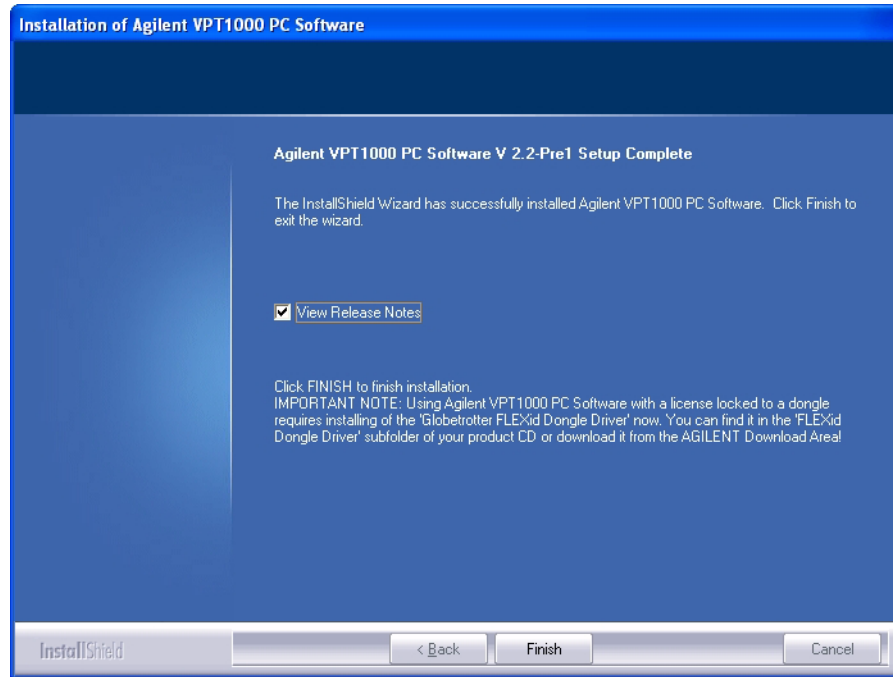 Installation of Agilent VPT1000 PC Software
Agilent VPT1000 PC Software V 2.2-Pre1 Setup Complete
The InstallShield Wizard has successfully installed Agilent VPT1000 PC Software. Click Finish to
exit the wizard.
View Release Notes
Click FINISH to finish installation.
IMPORTANT NOTE: Using Agilent VPT1000 PC Software with a license locked to a dongle
requires installing of the 'Globetrotter FLEXid Dongle Driver' now. You can find it in the 'FLEXid
Dongle Driver' subfolder of your product CD or download it from the AGILENT Download Area!
InstallShield
< Back
Finish
Cancel